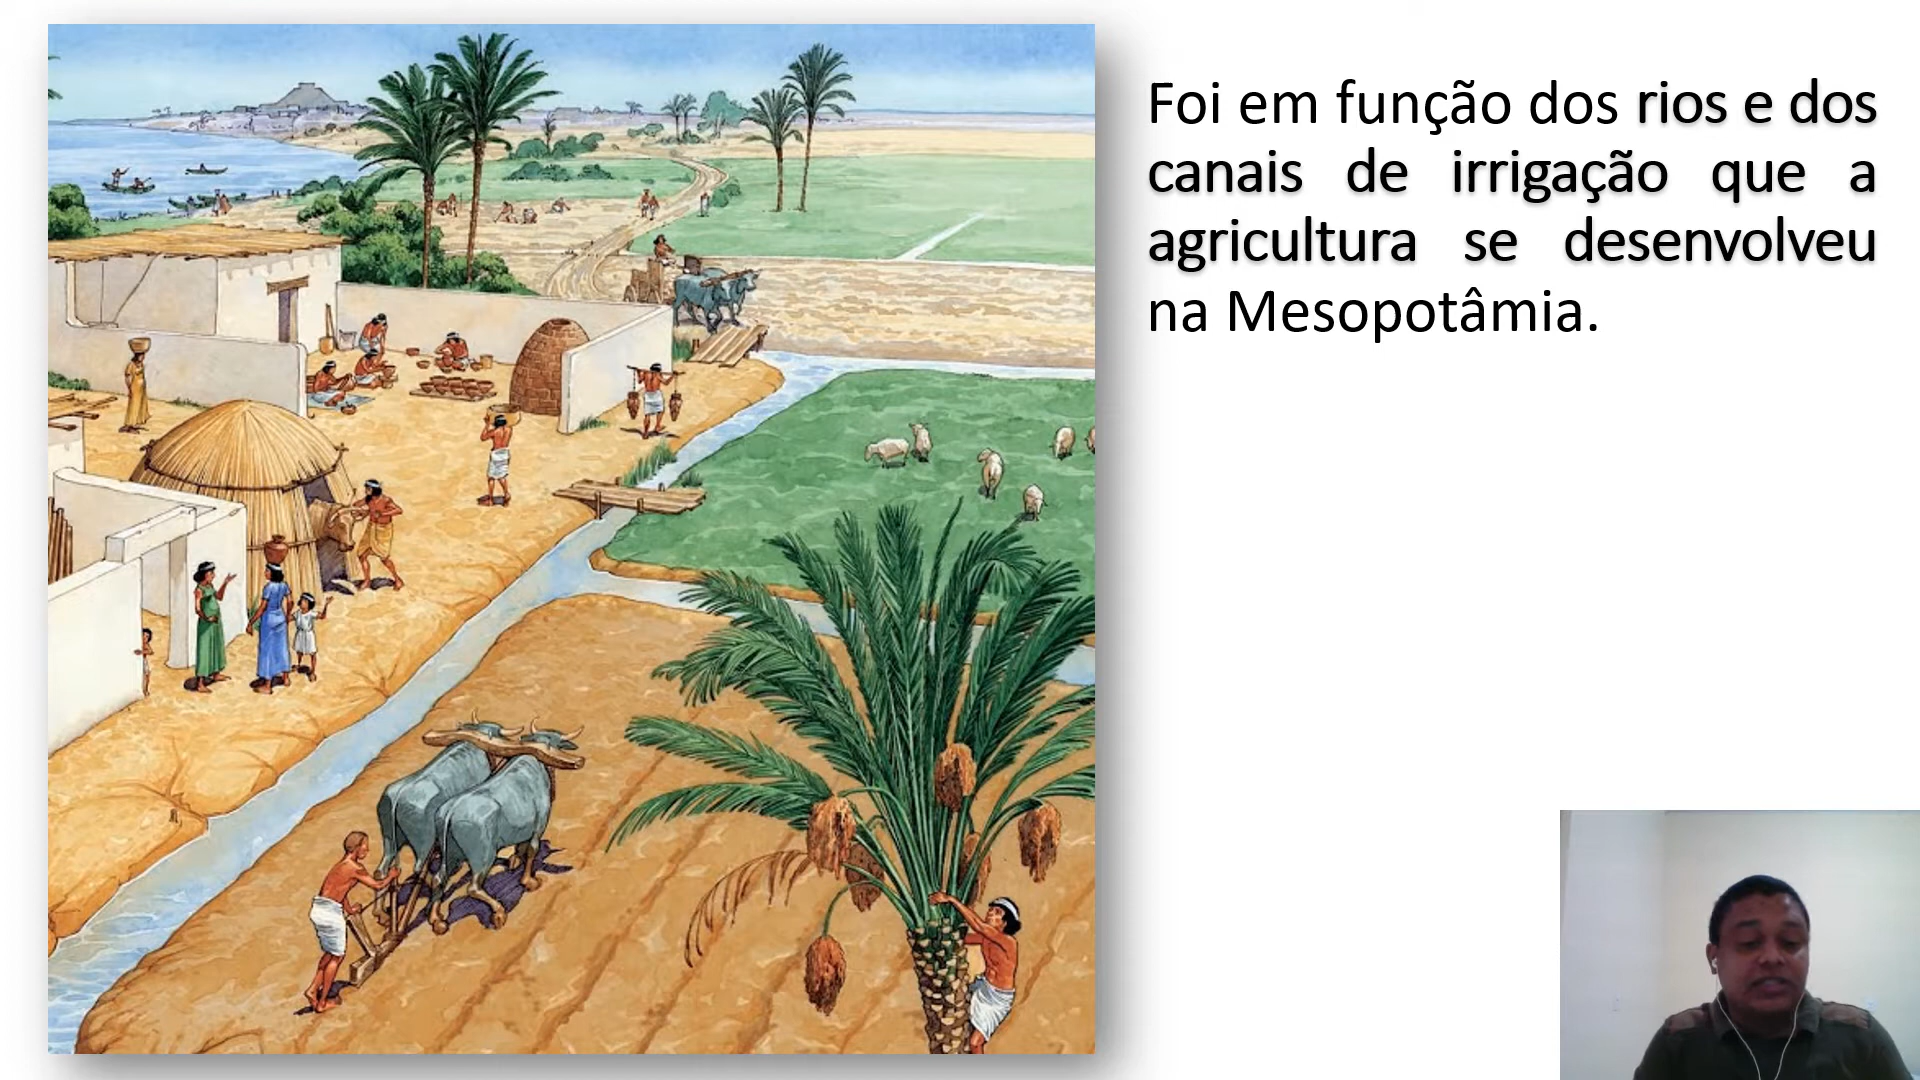 Foi em função dos rios e dos
canais de irrigação que a
agricultura se desenvolveu
na Mesopotâmia.